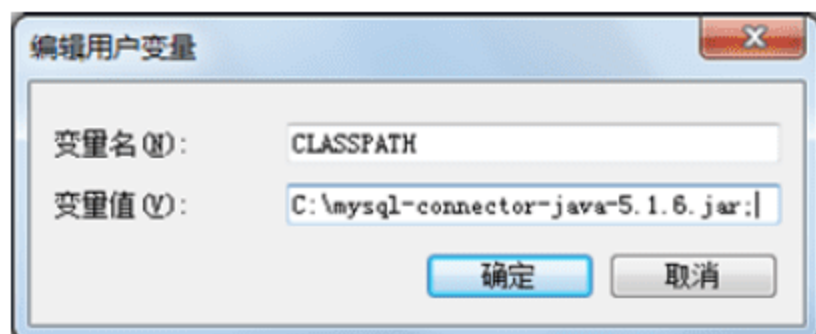 编辑用户变量
变量名(N): CLASSPATH
变量值(V): C:\mysql-connector-java-5.1.6.jar;
确定 取消